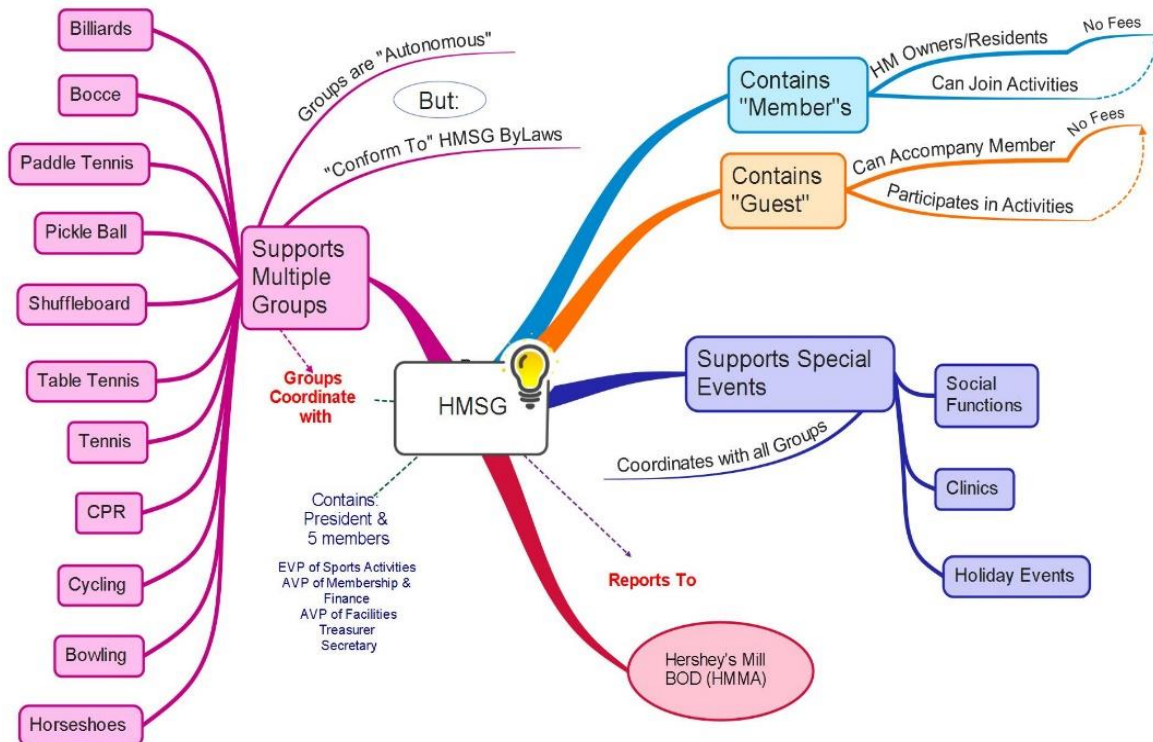 Billiards
Bocce
Paddle Tennis
Pickle Ball
Shuffleboard
Table Tennis
Tennis
CPR
Cycling
Bowling
Horseshoes
Groups are "Autonomous"
But:
"Conform To" HMSG ByLaws
Supports
Multiple
Groups
Groups
Coordinate
with
HMSG
Contains:
President &
5 members
EVP of Sports Activities
AVP of Membership &
Finance
AVP of Facilities
Treasurer
Secretary
Contains
"Member"s
HM Owners/Residents
No Fees
Can Join Activities
Contains
"Guest"
Can Accompany Member
No Fees
Participates in Activities
Supports Special
Events
Coordinates with all Groups
Social
Functions
Clinics
Holiday Events
Reports To
Hershey's Mill
BOD (HMMA)